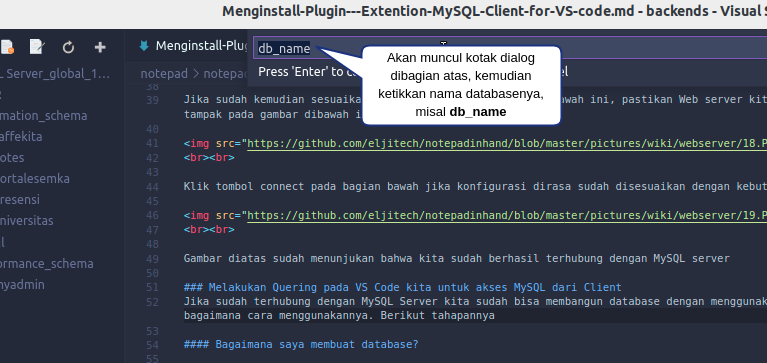 Menginstall-Plugin---Extention-MySQL-Client-for-VS-code.md - backends - Visual S
Menginstall-Plu
db_name
Press 'Enter' to c
el
Akan muncul kotak dialog
dibagian atas, kemudian
ketikkan nama databasenya,
misal db_name
L Server_global_1...
mation_schema
affekita
otes
ortalesemka
resensi
niversitas
l
ormance_schema
nyadmin
notepad > notepa
38
39 Jika sudah kemudian sesuaika
awah ini, pastikan Web server kit
tampak pada gambar dibawah i
40
41 <img src="https://github.com/eljitech/notepadinhand/blob/master/pictures/wiki/webserver/18.P
42 <br><br>
43
44 Klik tombol connect pada bagian bawah jika konfigurasi dirasa sudah disesuaikan dengan kebut
45
46 <img src="https://github.com/eljitech/notepadinhand/blob/master/pictures/wiki/webserver/19.P
47 <br><br>
48
49 Gambar diatas sudah menunjukan bahwa kita sudah berhasil terhubung dengan MySQL server
50
51 ### Melakukan Quering pada VS Code kita untuk akses MySQL dari Client
52 Jika sudah terhubung dengan MySQL Server kita sudah bisa membangun database dengan menggunak
bagaimana cara menggunakannya. Berikut tahapannya
53
54 #### Bagaimana saya membuat database?
55